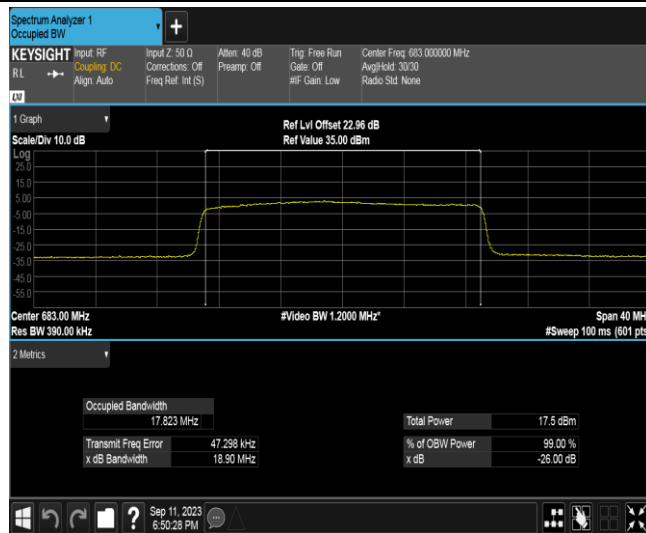 Spectrum Analyzer 1
Occupied BW
+
KEYSIGHT
RL
LXI
Input: RF
Coupling: DC
Align: Auto
Input Z: 50 Ω
Corrections: Off
Freq Ref: Int (S)
Atten: 40 dB
Preamp: Off
Trig: Free Run
Gate: Off
#IF Gain: Low
Center Freq: 683.000000 MHz
Avg|Hold: 30/30
Radio Std: None
1 Graph
Scale/Div 10.0 dB
Ref Lvl Offset 22.96 dB
Ref Value 35.00 dBm
Log
25.0
15.0
5.00
-5.00
-15.0
-25.0
-35.0
-45.0
-55.0
Center 683.00 MHz
Res BW 390.00 kHz
#Video BW 1.2000 MHz*
Span 40 MH
#Sweep 100 ms (601 pts
2 Metrics
Occupied Bandwidth
17.823 MHz
Transmit Freq Error 47.298 kHz
x dB Bandwidth 18.90 MHz
Total Power 17.5 dBm
% of OBW Power 99.00 %
x dB -26.00 dB
?
Sep 11, 2023
6:50:28 PM